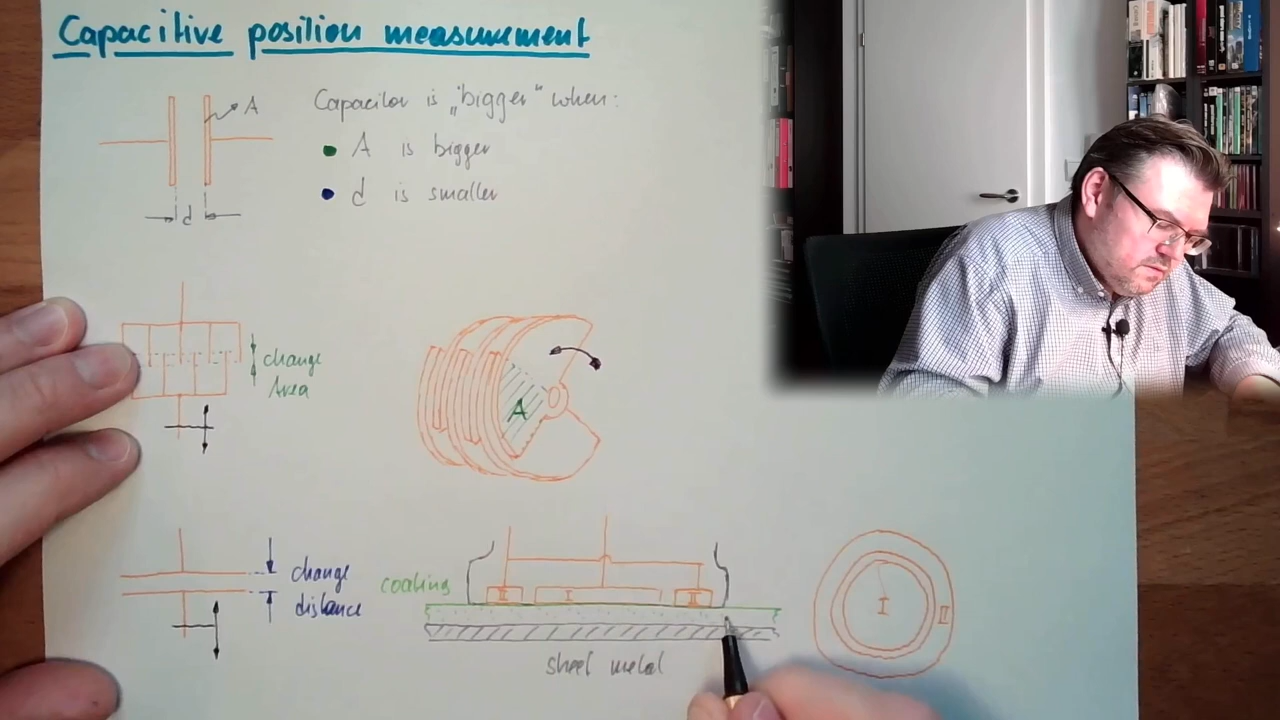 Capacitive position measurement
A
Capacitor is „bigger“ when:
A is bigger
d is smaller
d
change
Area
A
change
distance
coating
II I II
I II
sheet metal